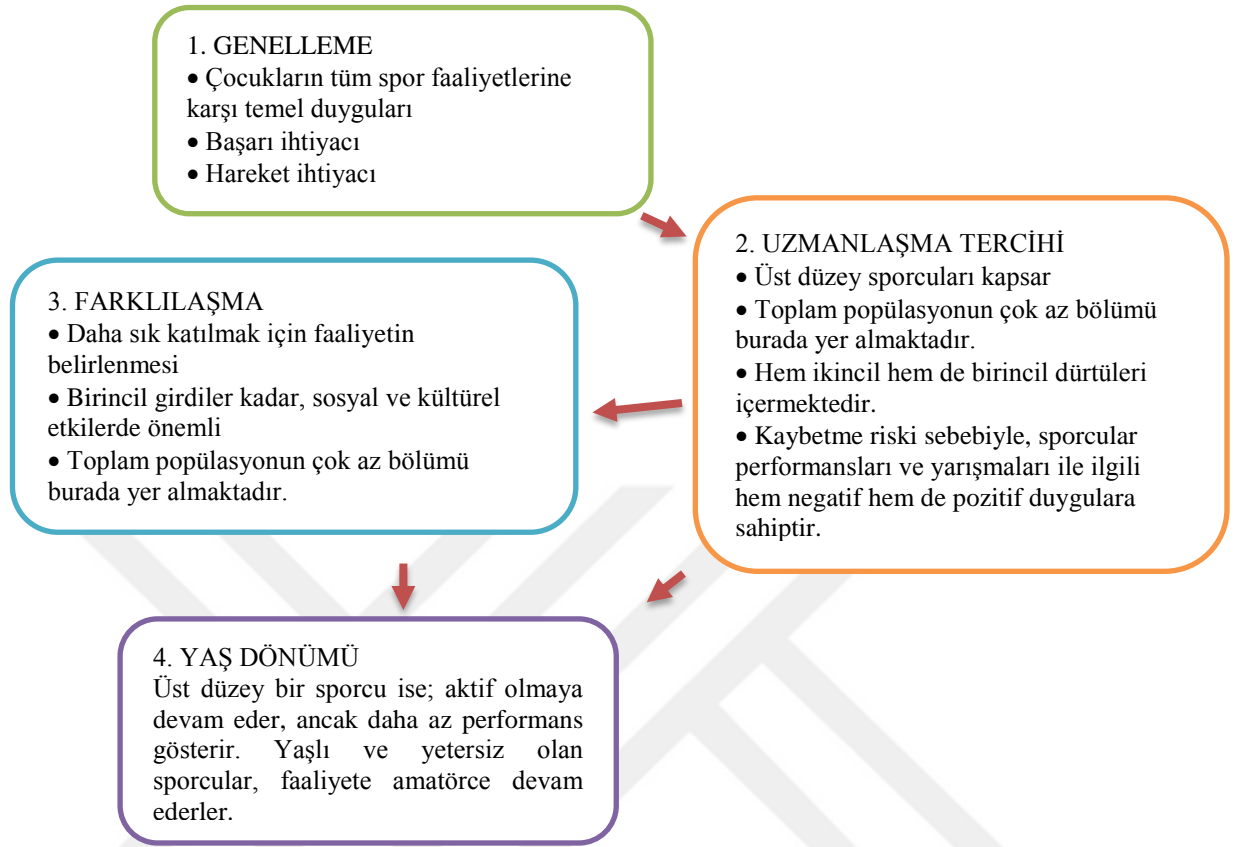 1. GENELLEME
• Çocukların tüm spor faaliyetlerine
karşı temel duyguları
• Başarı ihtiyacı
• Hareket ihtiyacı
2. UZMANLAŞMA TERCİHİ
• Üst düzey sporcuları kapsar
• Toplam popülasyonun çok az bölümü
burada yer almaktadır.
• Hem ikincil hem de birincil dürtüleri
içermektedir.
• Kaybetme riski sebebiyle, sporcular
performansları ve yarışmaları ile ilgili
hem negatif hem de pozitif duygulara
sahiptir.
3. FARKLILAŞMA
• Daha sık katılmak için faaliyetin
belirlenmesi
• Birincil girdiler kadar, sosyal ve kültürel
etkilerde önemli
• Toplam popülasyonun çok az bölümü
burada yer almaktadır.
4. YAŞ DÖNÜMÜ
Üst düzey bir sporcu ise; aktif olmaya
devam eder, ancak daha az performans
gösterir. Yaşlı ve yetersiz olan
sporcular, faaliyete amatörce devam
ederler.